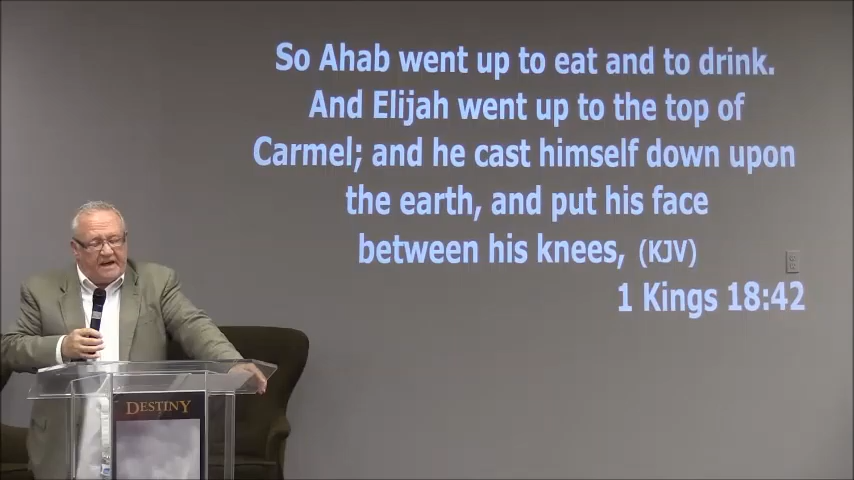 So Ahab went up to eat and to drink.
And Elijah went up to the top of
Carmel; and he cast himself down upon
the earth, and put his face
between his knees, (KJV)
1 Kings 18:42
DESTINY